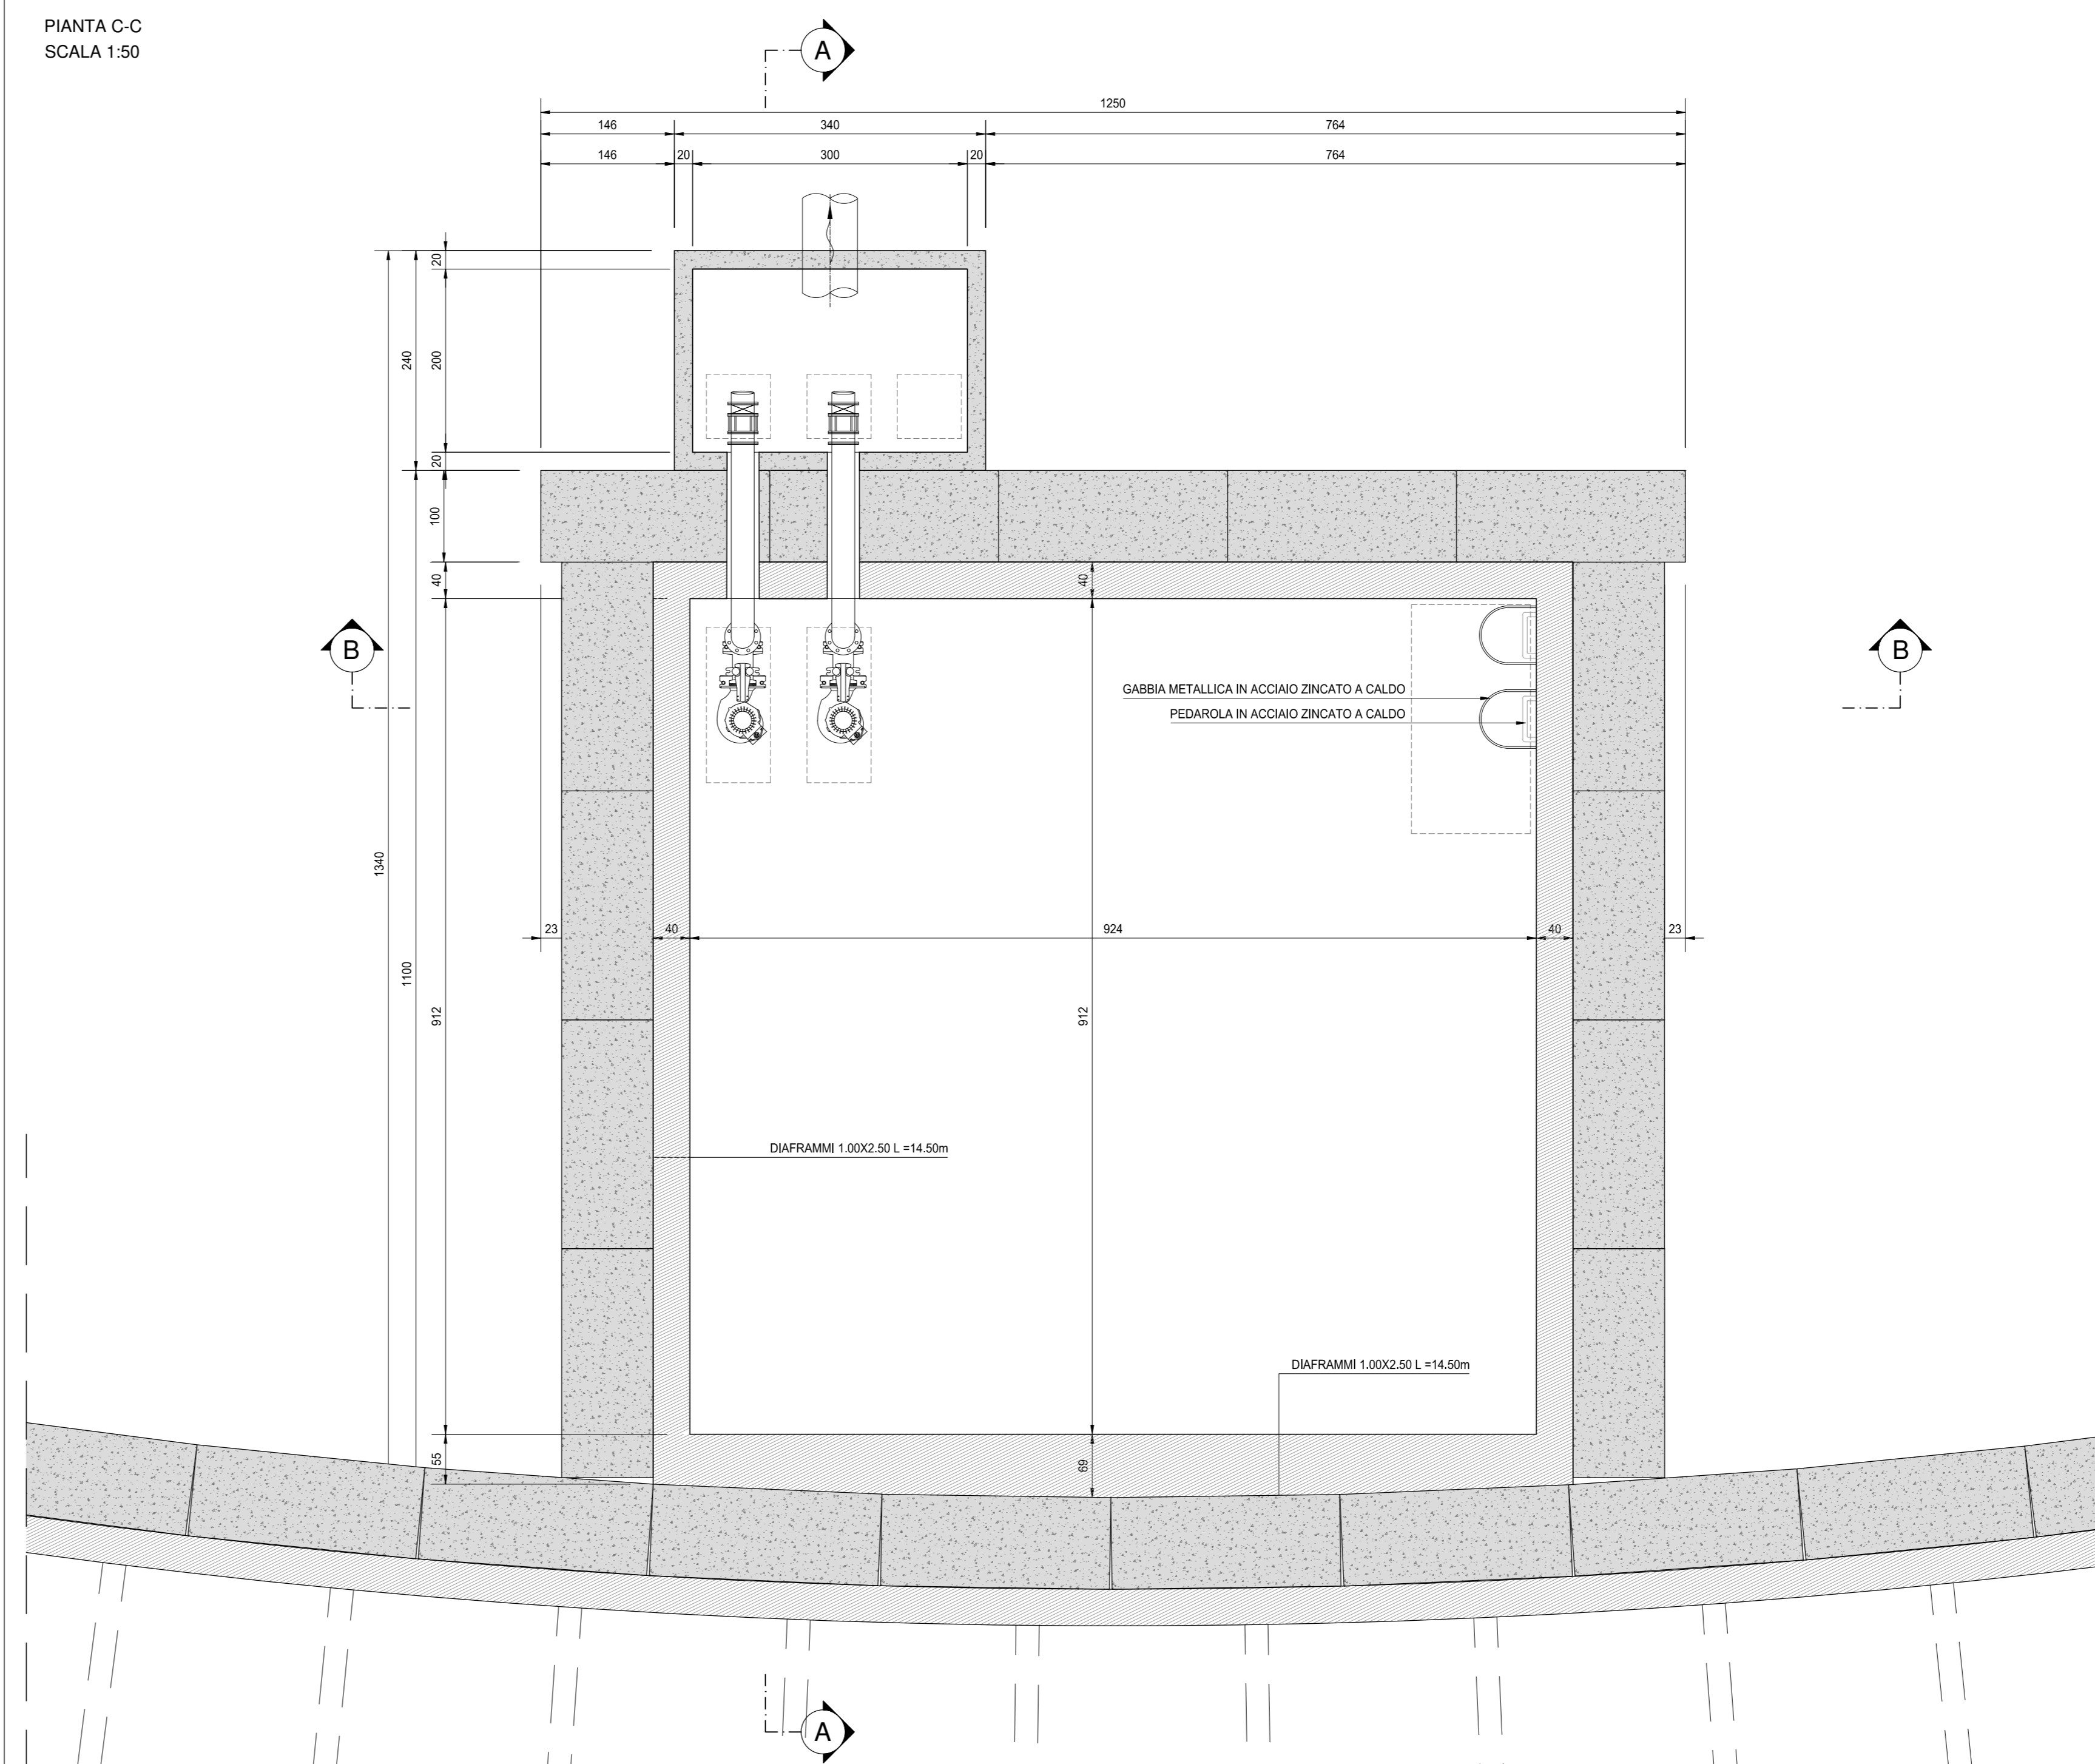 PIANTA C-C
SCALA 1:50
A
1250
146 340 764
146 20 300 20 764
20
240 200
20
100
40 40
B B
GABBIA METALLICA IN ACCIAIO ZINCATO A CALDO
PEDAROLA IN ACCIAIO ZINCATO A CALDO
1340
23 40 924 40 23
1100
912 912
DIAFRAMMI 1.00X2.50 L =14.50m
DIAFRAMMI 1.00X2.50 L =14.50m
55 69
A